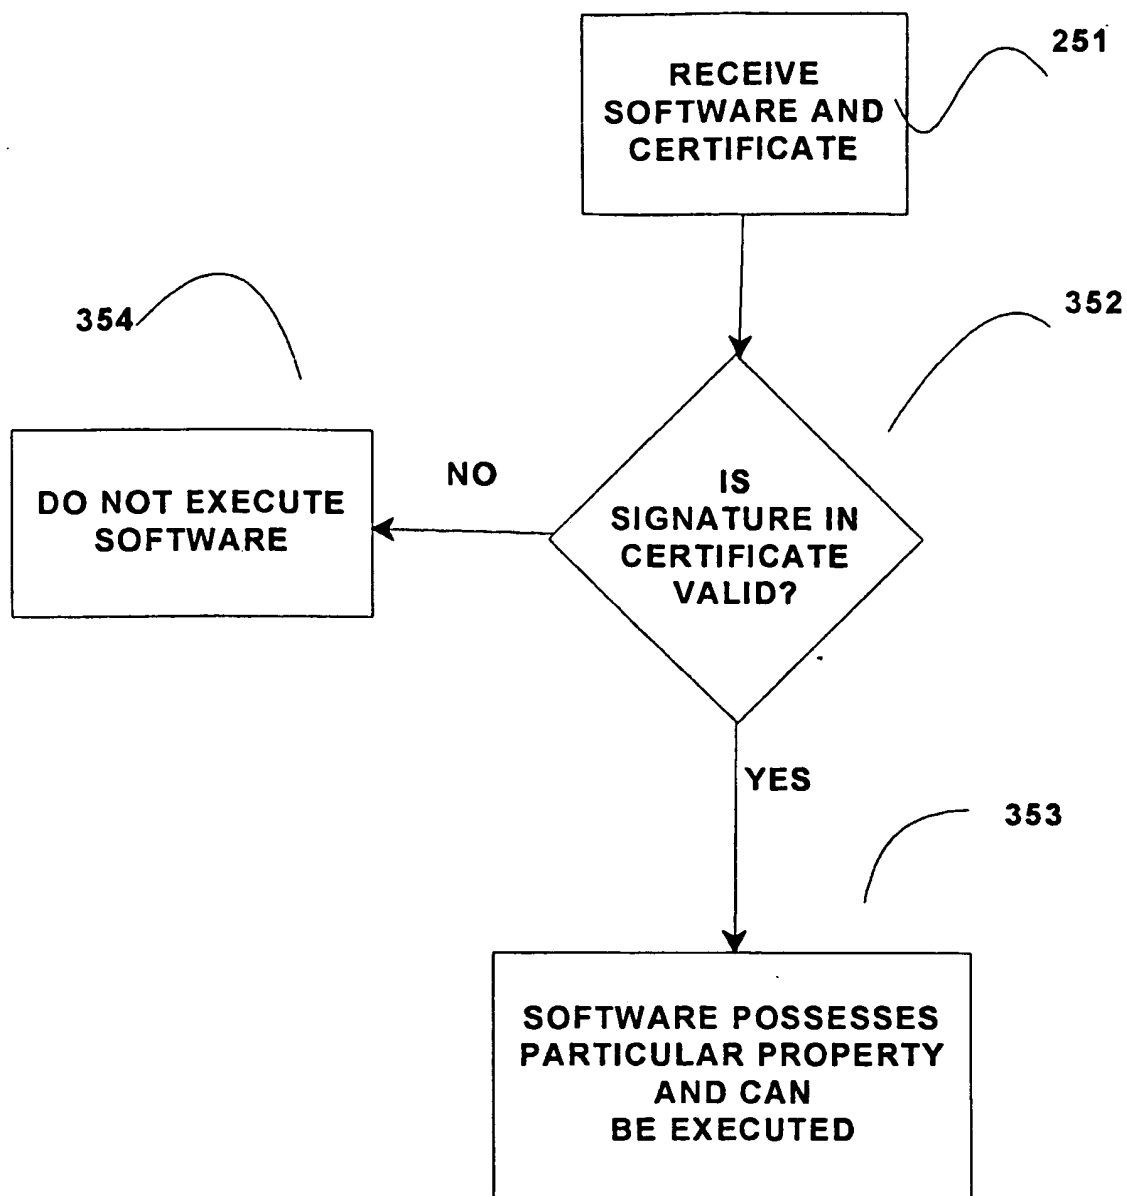 251
RECEIVE
SOFTWARE AND
CERTIFICATE
352
354
NO
IS
SIGNATURE IN
CERTIFICATE
VALID?
DO NOT EXECUTE
SOFTWARE
YES
353
SOFTWARE POSSESSES
PARTICULAR PROPERTY
AND CAN
BE EXECUTED